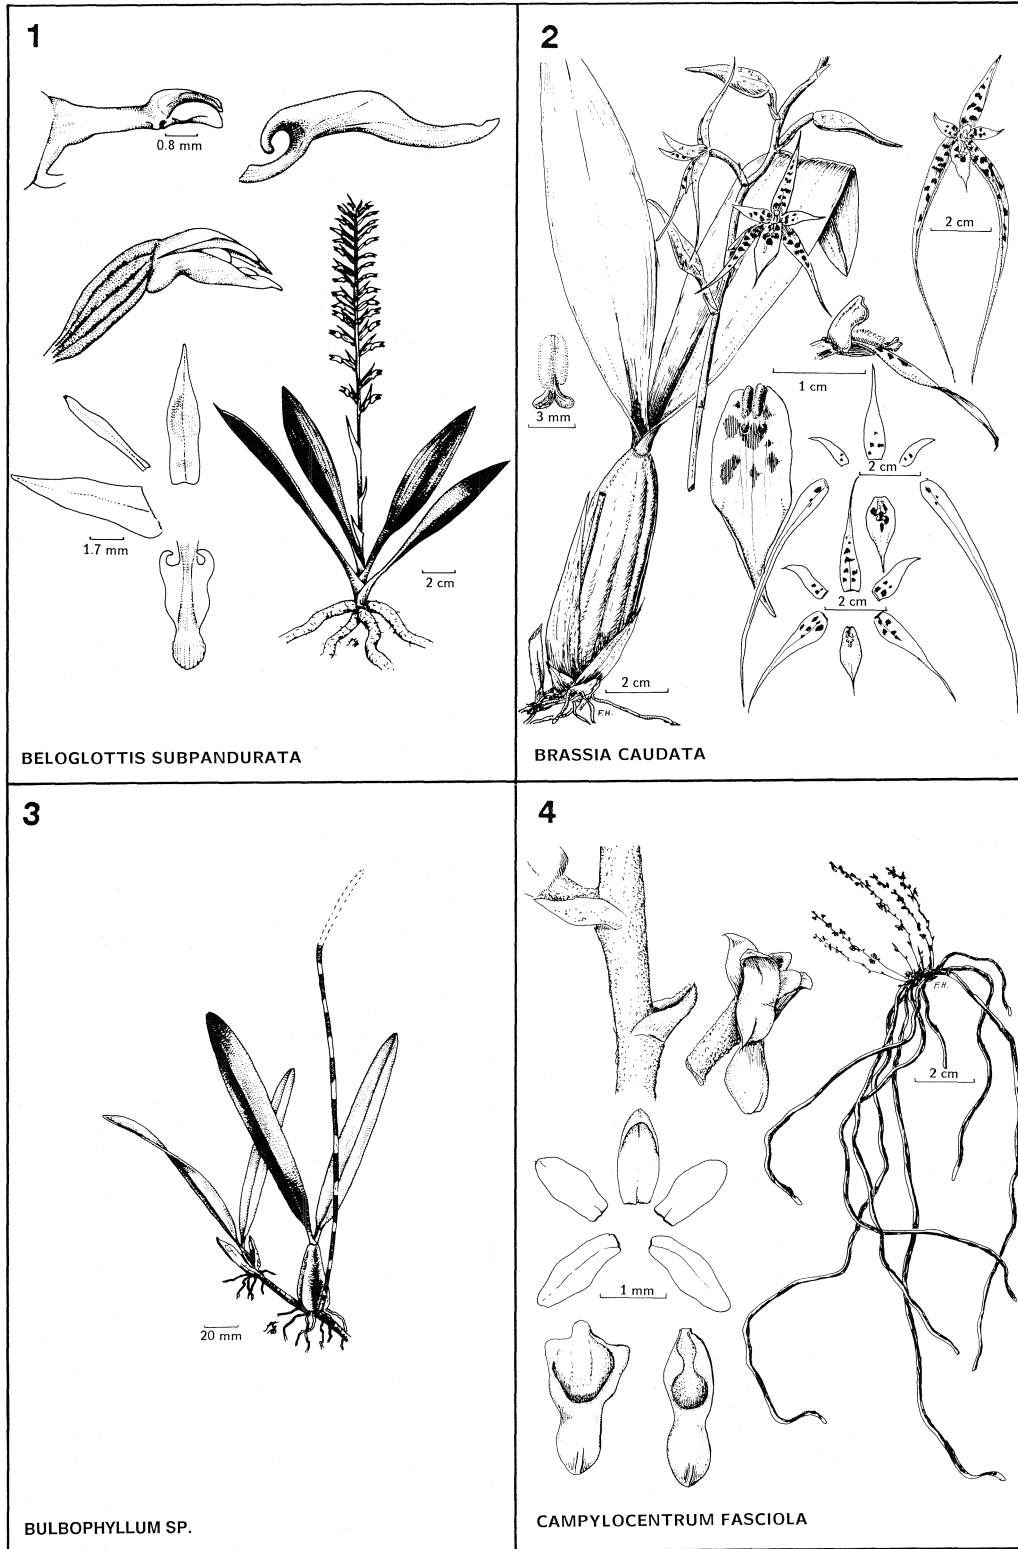 1
0.8 mm
1.7 mm
2 cm
BELOGLOTTIS SUBPANDURATA
2
2 cm
1 cm
3 mm
2 cm
2 cm
2 cm
F.H.
BRASSIA CAUDATA
3
20 mm
BULBOPHYLLUM SP.
4
F.H.
2 cm
1 mm
CAMPYLOCENTRUM FASCIOLA